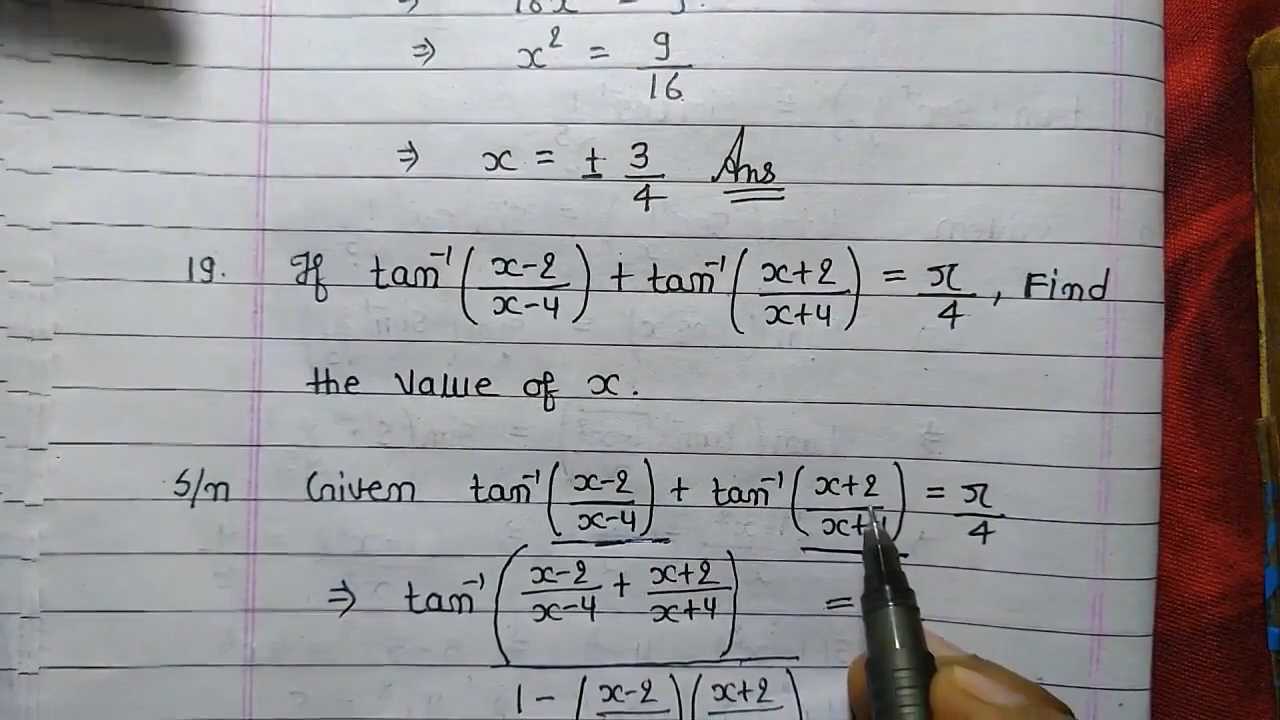 ⇒ x² = 9/16
⇒ x = ± 3/4 Ans
19. If tan⁻¹((x-2)/(x-4)) + tan⁻¹((x+2)/(x+4)) = π/4, Find
the value of x.
S/n Given tan⁻¹((x-2)/(x-4)) + tan⁻¹((x+2)/(x+4)) = π/4
⇒ tan⁻¹((x-2)/(x-4) + (x+2)/(x+4)) =
1 - (x-2)(x+2)